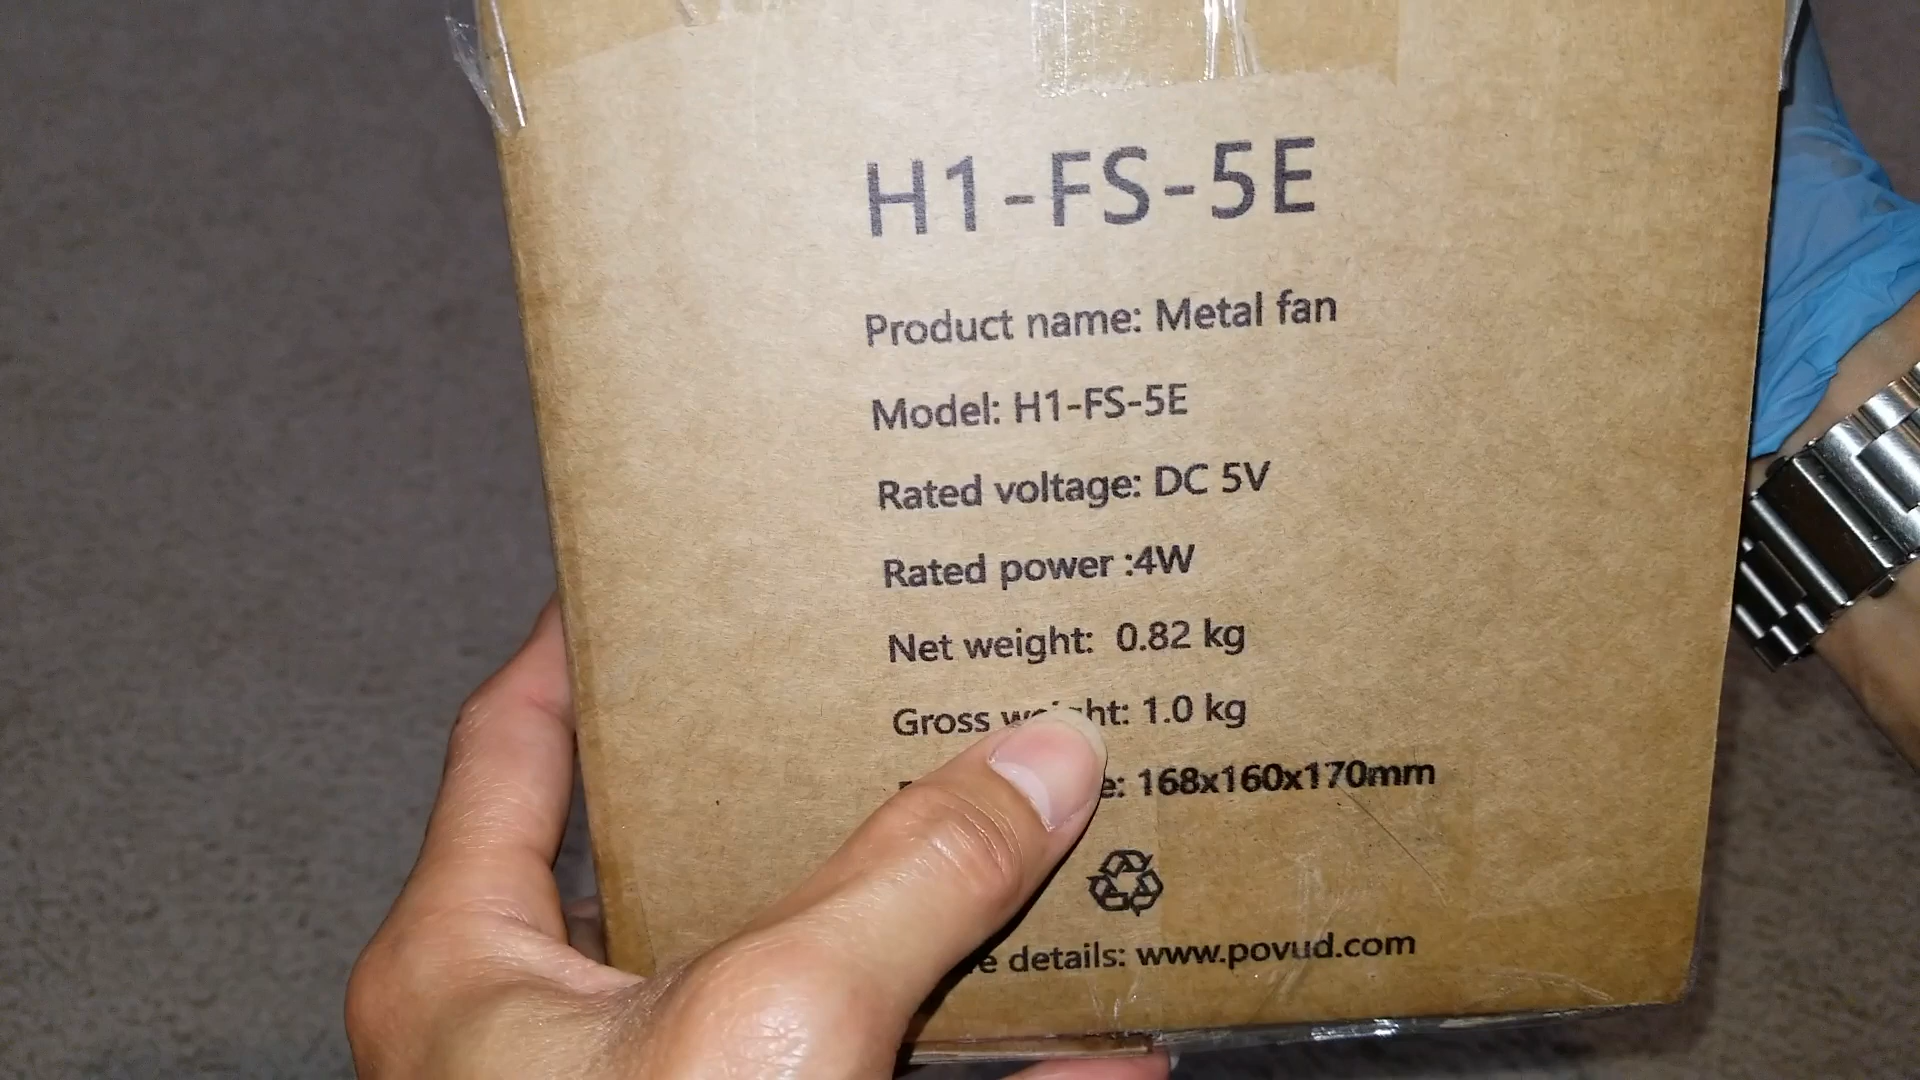 H1-FS-5E
Product name: Metal fan
Model: H1-FS-5E
Rated voltage: DC 5V
Rated power :4W
Net weight:  0.82 kg
Gross weight: 1.0 kg
168x160x170mm
details: www.povud.com